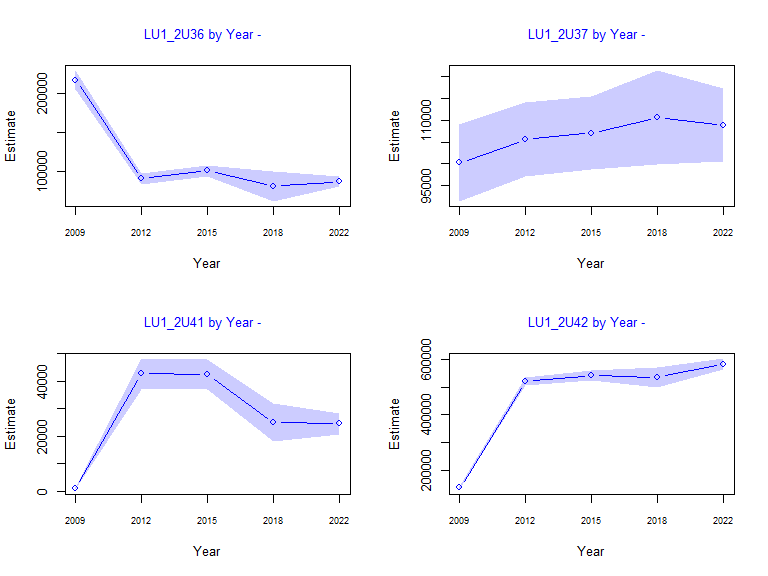 LU1_2U36 by Year -
Estimate
200000
100000
2009 2012 2015 2018 2022
Year
LU1_2U37 by Year -
Estimate
110000
95000
2009 2012 2015 2018 2022
Year
LU1_2U41 by Year -
Estimate
40000
20000
0
2009 2012 2015 2018 2022
Year
LU1_2U42 by Year -
Estimate
600000
400000
200000
2009 2012 2015 2018 2022
Year